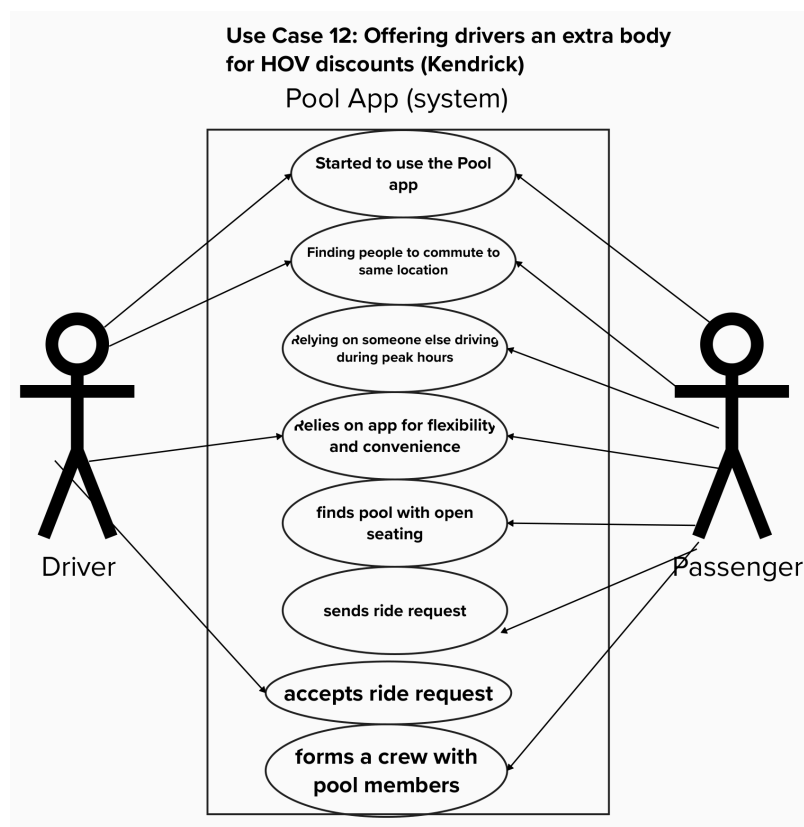 Use Case 12: Offering drivers an extra body
for HOV discounts (Kendrick)
Pool App (system)
Started to use the Pool
app
Finding people to commute to
same location
Relying on someone else driving
during peak hours
Relies on app for flexibility
and convenience
finds pool with open
seating
sends ride request
Driver
Passenger
accepts ride request
forms a crew with
pool members